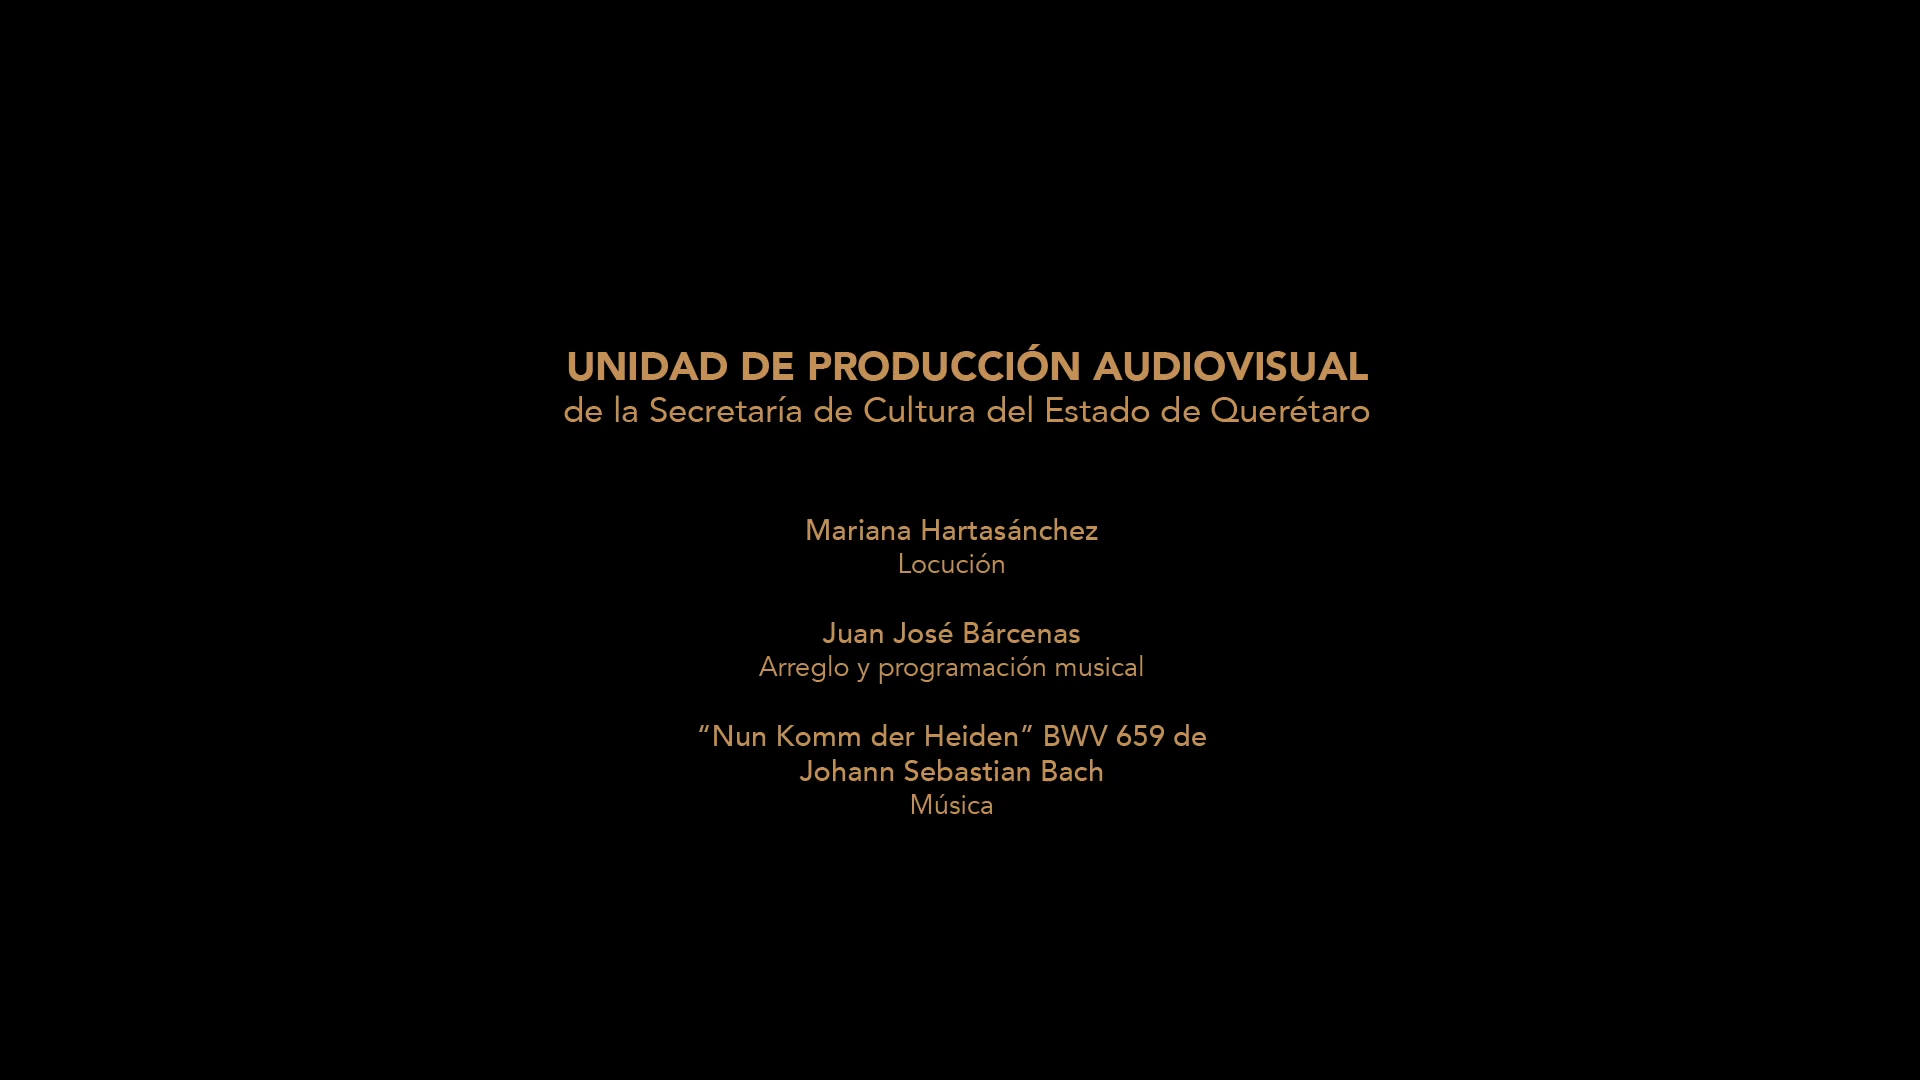 UNIDAD DE PRODUCCIÓN AUDIOVISUAL
de la Secretaría de Cultura del Estado de Querétaro
Mariana Hartasánchez
Locución
Juan José Bárcenas
Arreglo y programación musical
“Nun Komm der Heiden” BWV 659 de
Johann Sebastian Bach
Música